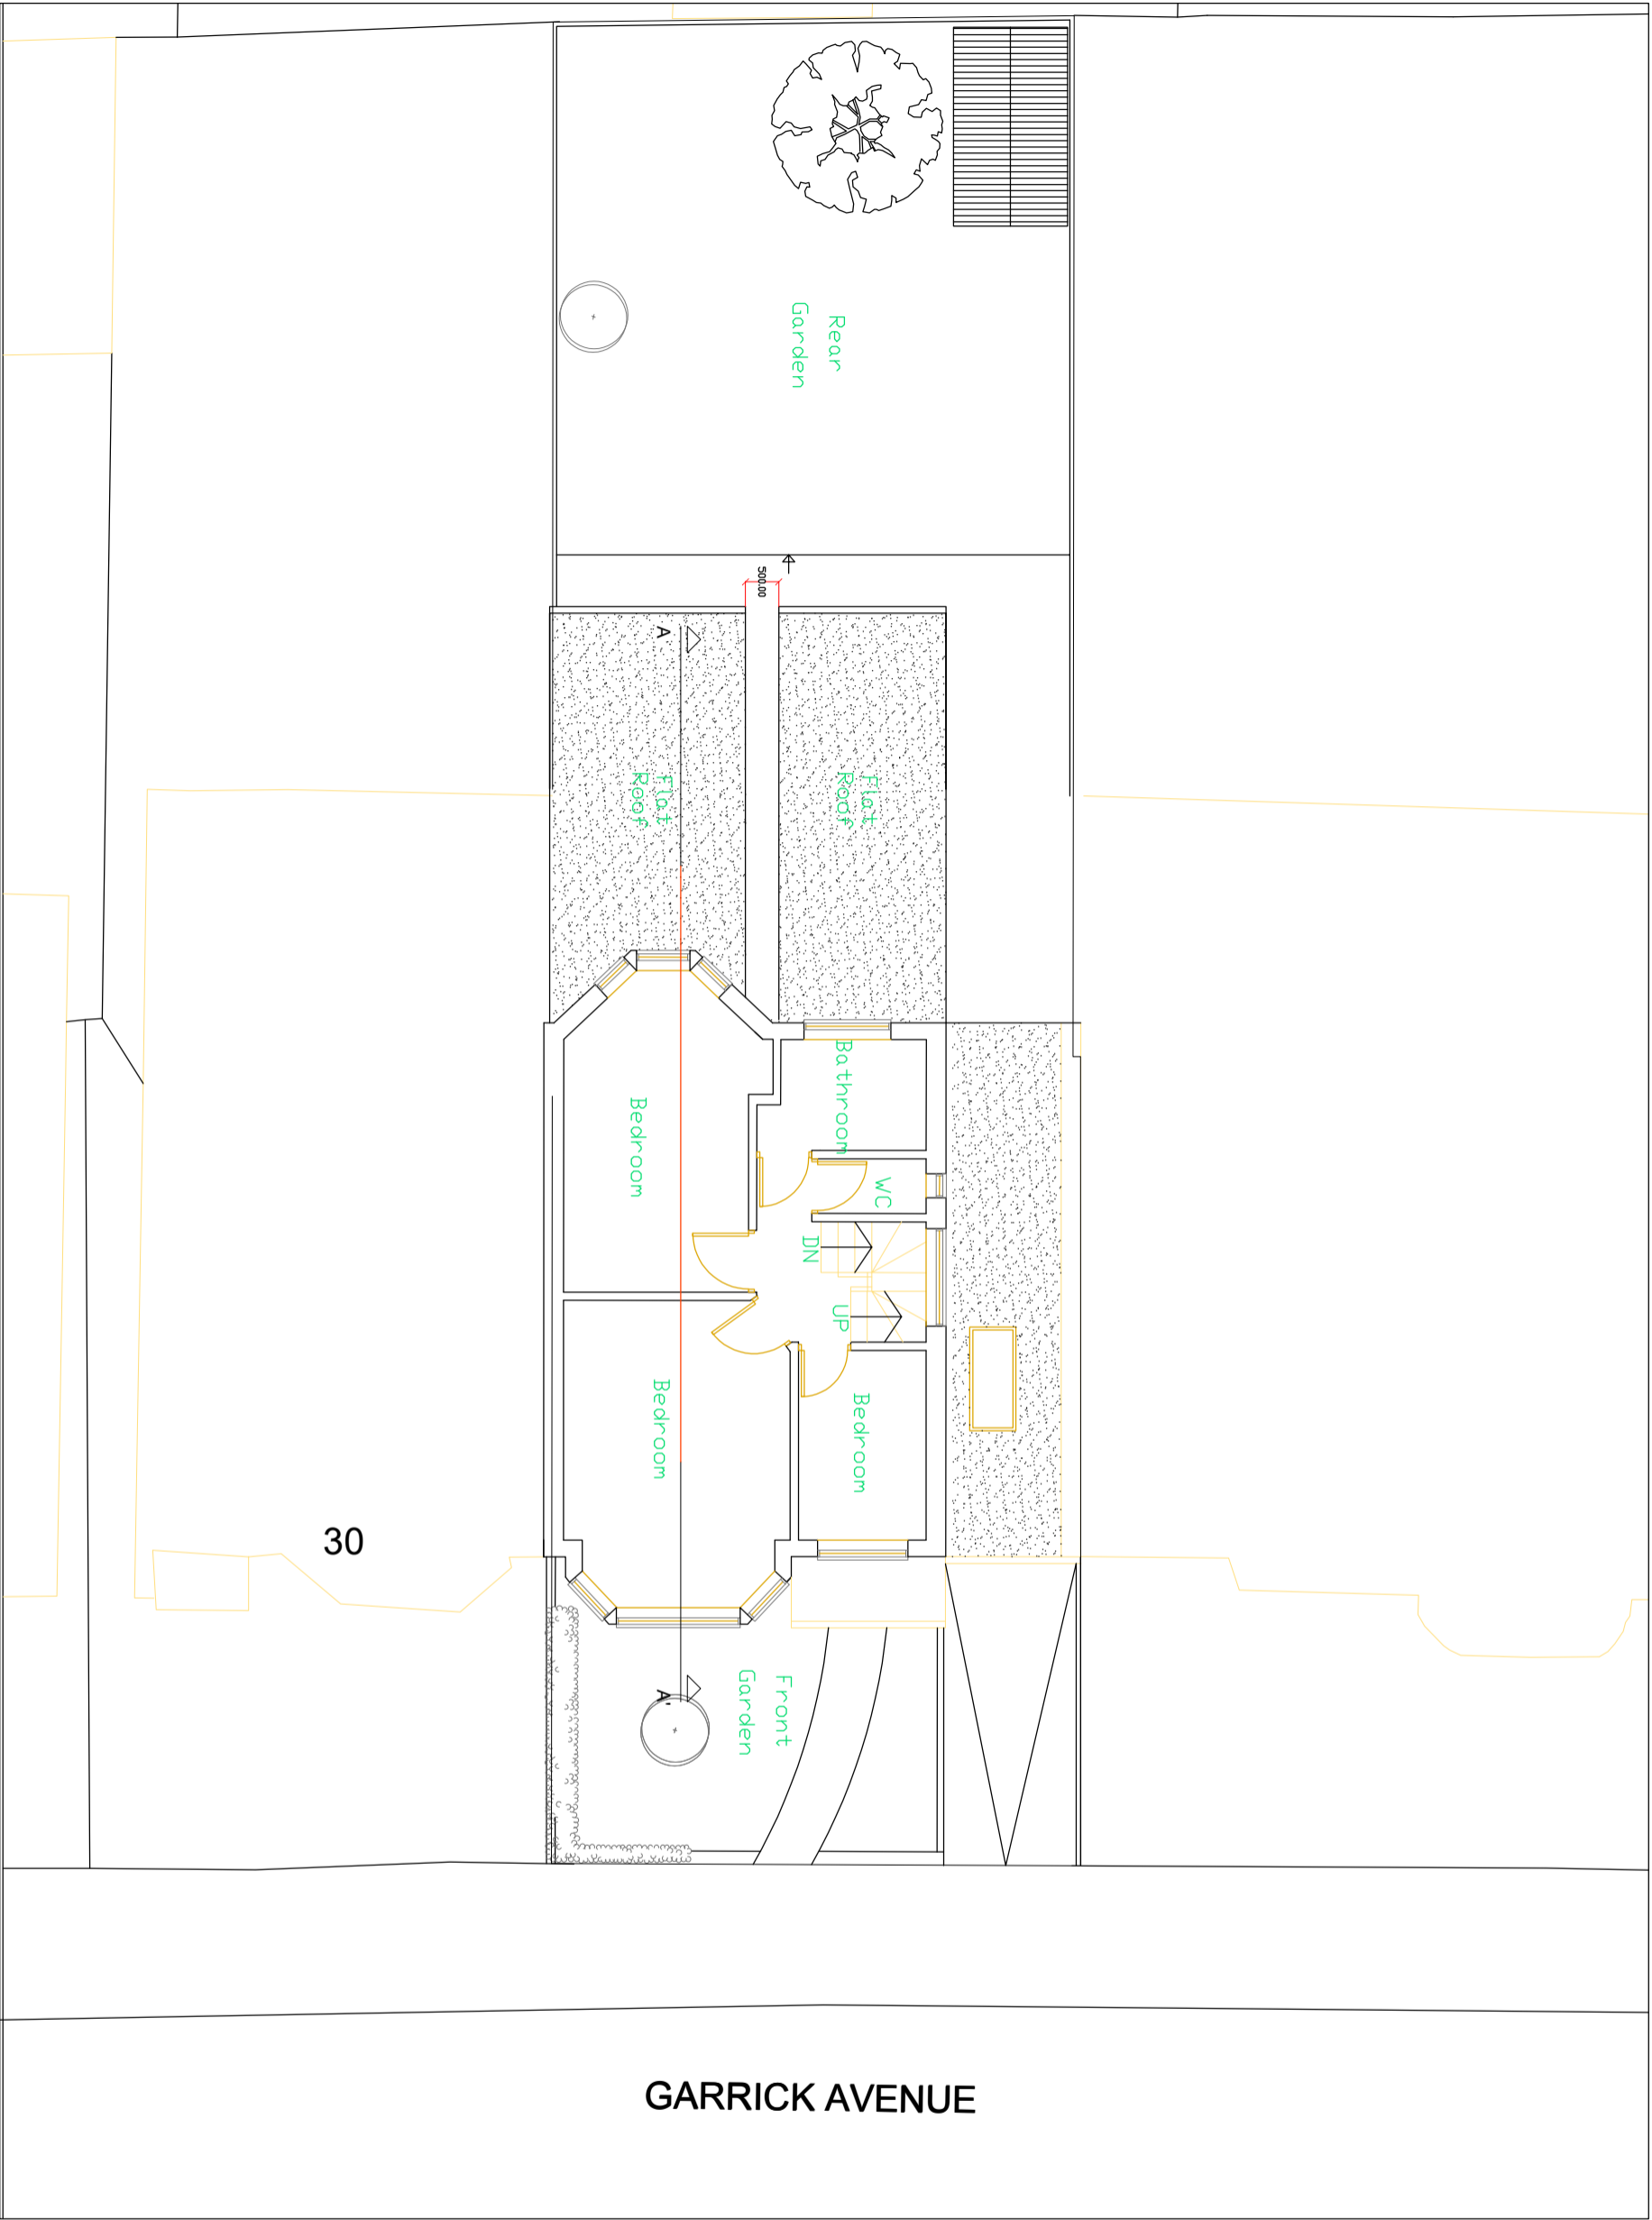 Rear
Garden
500.00
A
Flat
Roof
Flat
Roof
Bathroom
Bedroom
WC
DN
UP
Bedroom
Bedroom
30
Front
Garden
A'
GARRICK AVENUE